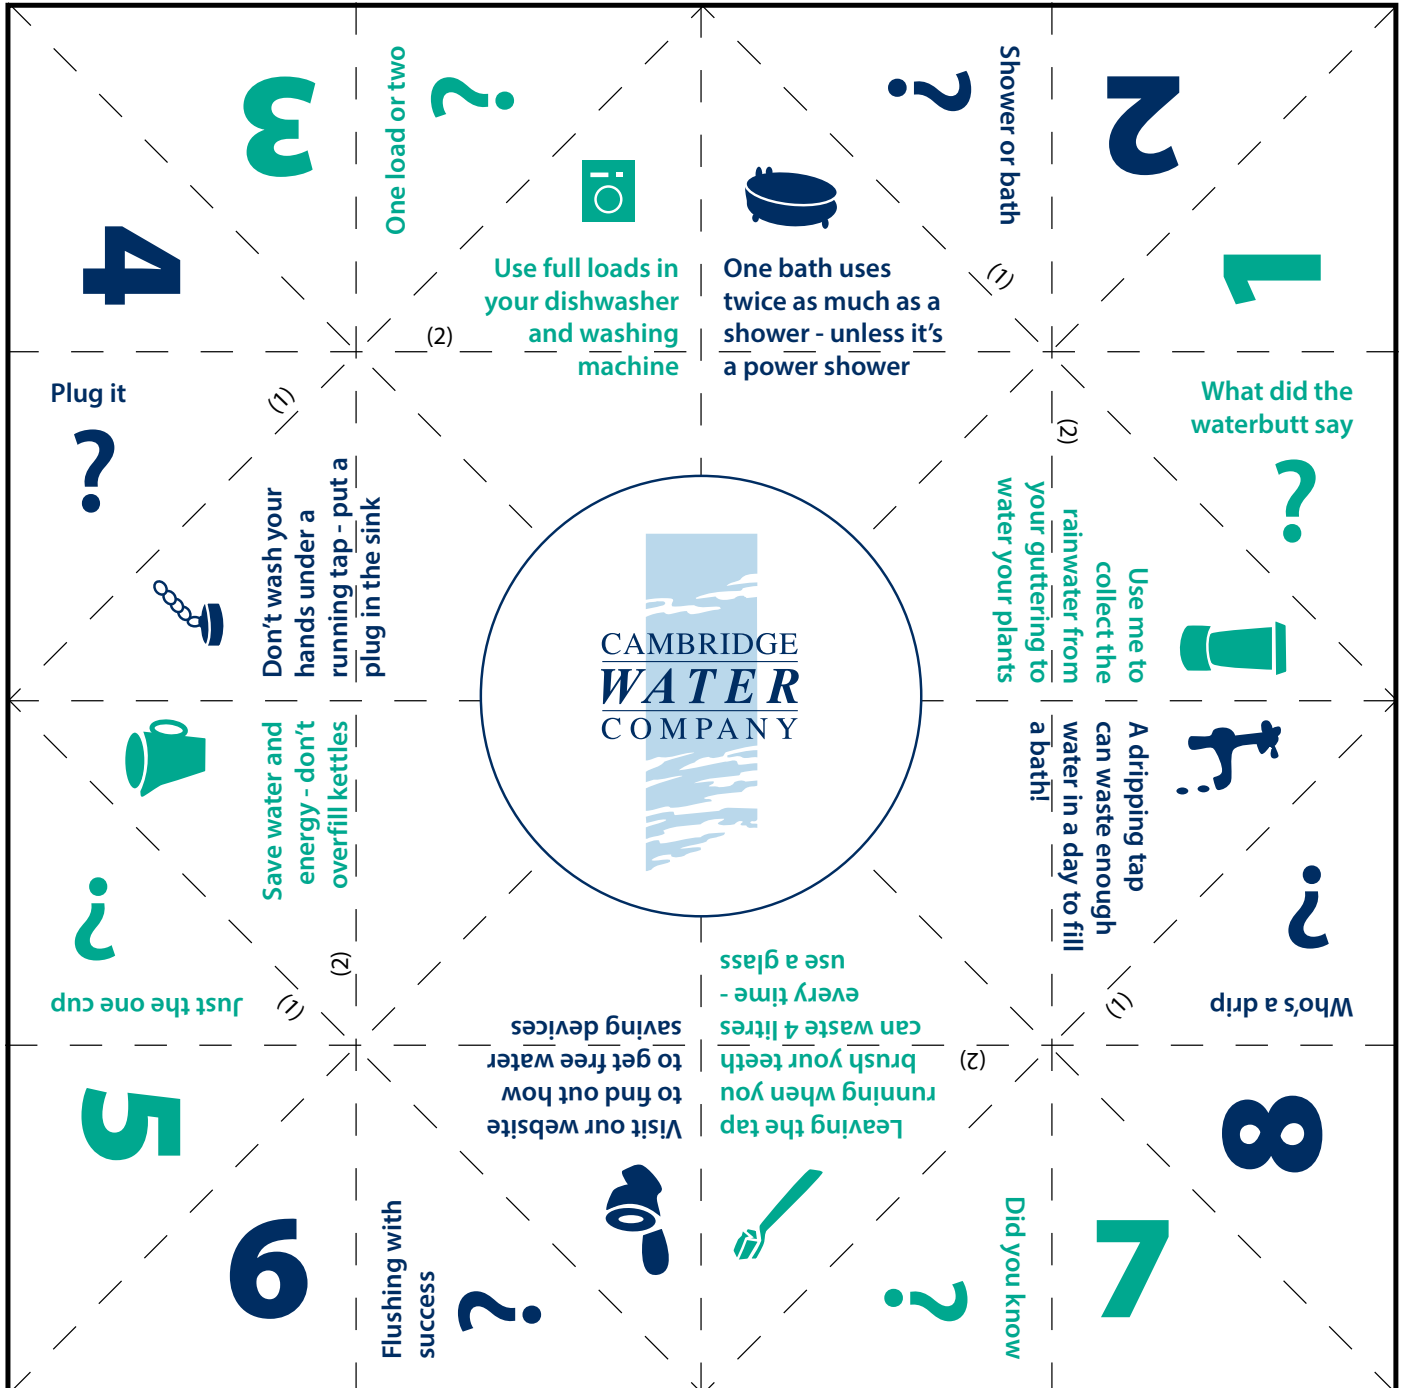 3
One load or two
?
Use full loads in
your dishwasher
and washing
machine
(2)
?
Shower or bath
One bath uses
twice as much as a
shower - unless it's
a power shower
(1)
2
1
4
Plug it
?
(1)
Don't wash your
hands under a
running tap - put a
plug in the sink
What did the
waterbutt say
?
(2)
Use me to
collect the
rainwater from
your guttering to
water your plants
CAMBRIDGE
WATER
COMPANY
Save water and
energy - don't
overfill kettles
?
Just the one cup
(1)
(2)
A dripping tap
can waste enough
water in a day to fill
a bath!
?
Who's a drip
(1)
5
6
Flushing with
success
?
Visit our website
to find out how
to get free water
saving devices
Leaving the tap
running when you
brush your teeth
can waste 4 litres
every time -
use a glass
(2)
?
Did you know
7
8